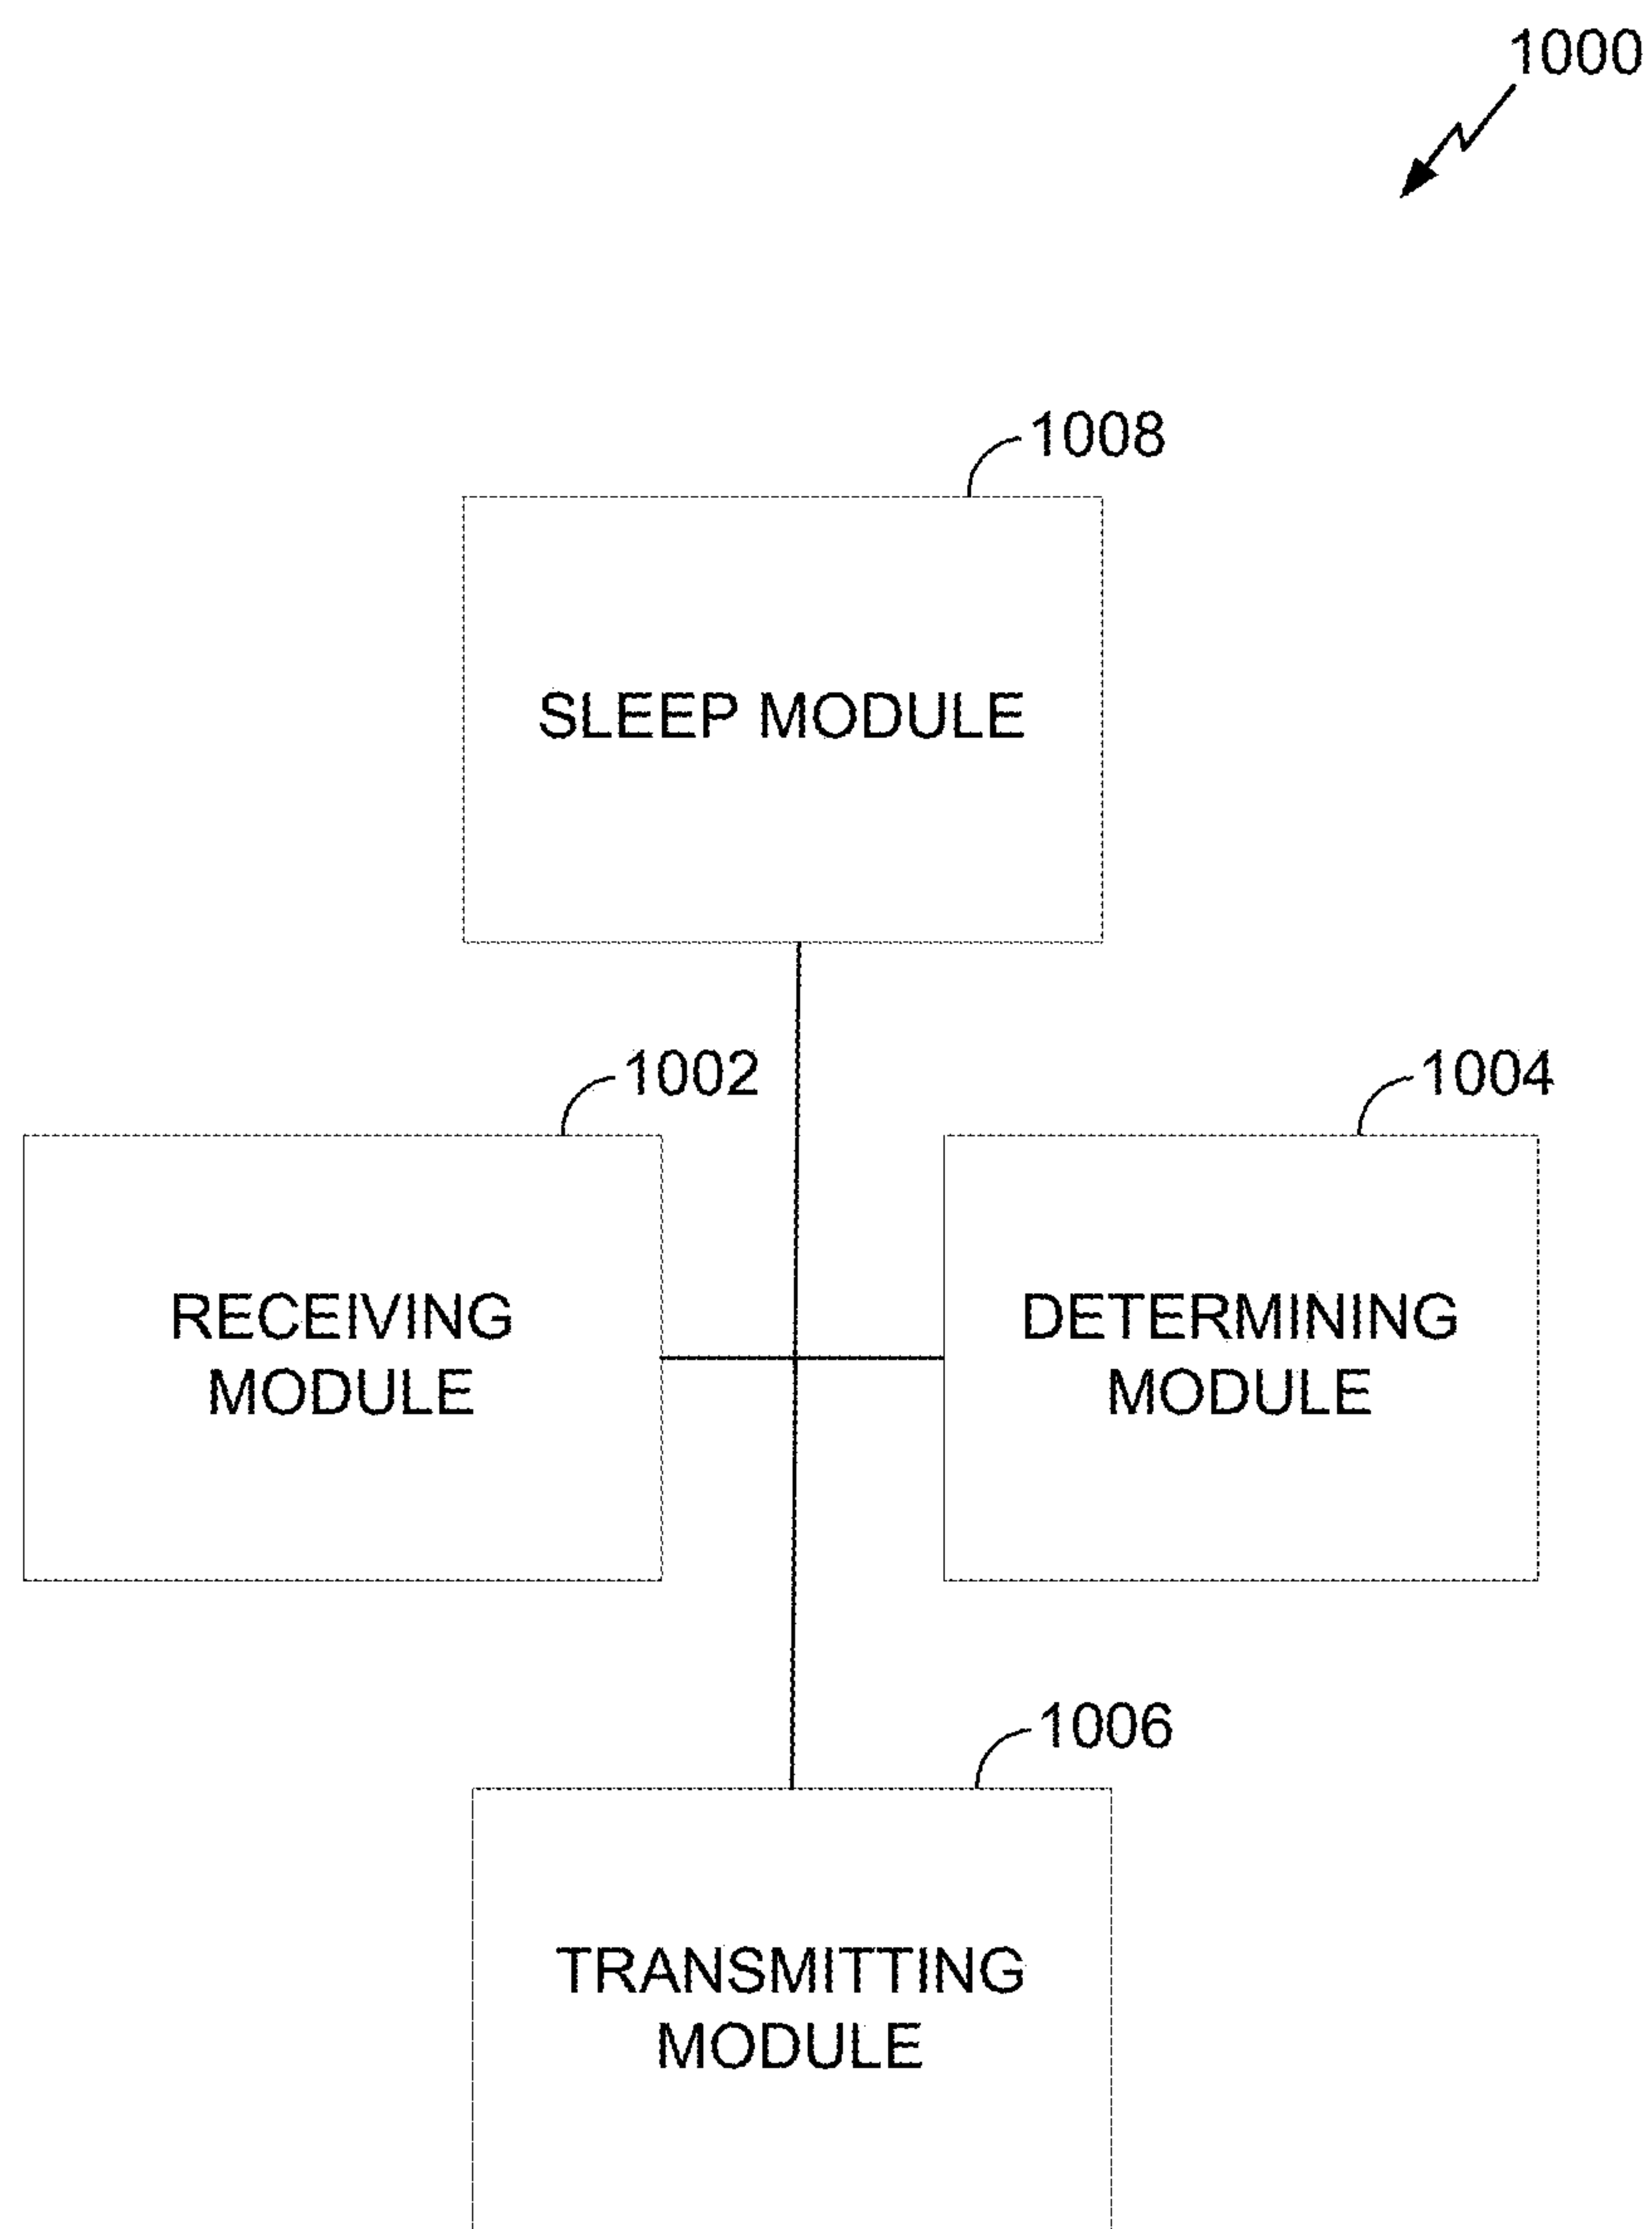 1000
1008
SLEEP MODULE
1002
1004
RECEIVING
MODULE
DETERMINING
MODULE
1006
TRANSMITTING
MODULE